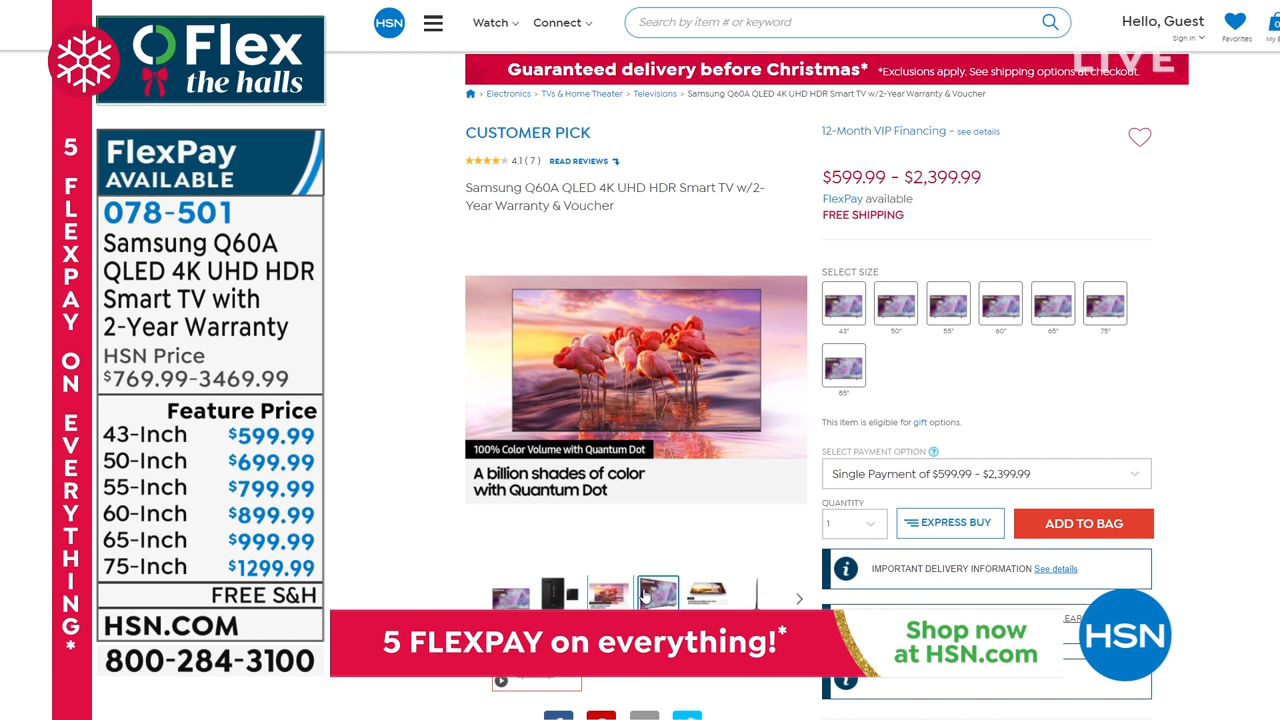 Flex
the halls
5 FLEXPAY ON EVERYTHING!*
FlexPay
AVAILABLE
078-501
Samsung Q60A
QLED 4K UHD HDR
Smart TV with
2-Year Warranty
HSN Price
$769.99-3469.99
Feature Price
43-Inch $599.99
50-Inch $699.99
55-Inch $799.99
60-Inch $899.99
65-Inch $999.99
75-Inch $1299.99
FREE S&H
HSN.COM
800-284-3100
HSN
Watch
Connect
Search by item # or keyword
Hello, Guest
Sign In
Favorites
0
LIVE
Guaranteed delivery before Christmas* *Exclusions apply. See shipping options at checkout.
> Electronics > TVs & Home Theater > Televisions > Samsung Q60A QLED 4K UHD HDR Smart TV w/2-Year Warranty & Voucher
CUSTOMER PICK
4.1 ( 7 ) READ REVIEWS
Samsung Q60A QLED 4K UHD HDR Smart TV w/2-
Year Warranty & Voucher
100% Color Volume with Quantum Dot
A billion shades of color
with Quantum Dot
12-Month VIP Financing - see details
$599.99 - $2,399.99
FlexPay available
FREE SHIPPING
SELECT SIZE
43" 50" 55" 60" 65" 75"
85"
This item is eligible for gift options.
SELECT PAYMENT OPTION ?
Single Payment of $599.99 - $2,399.99
QUANTITY
1
EXPRESS BUY
ADD TO BAG
IMPORTANT DELIVERY INFORMATION See details
5 FLEXPAY on everything!*
Shop now
at HSN.com
HSN